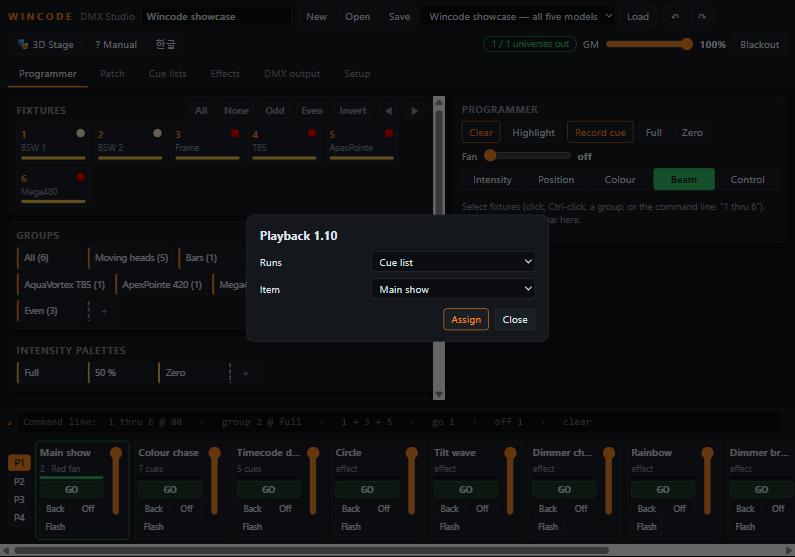 WINCODE DMX Studio Wincode showcase New Open Save Wincode showcase — all five models Load
3D Stage ? Manual 한글 1 / 1 universes out GM 100% Blackout
Programmer Patch Cue lists Effects DMX output Setup
FIXTURES All None Odd Even Invert
1 BSW 1
2 BSW 2
3 Frame
4 TB5
5 ApexPointe
6 Mega480
GROUPS
All (6) Moving heads (5) Bars (1)
AquaVortex TB5 (1) ApexPointe 420 (1)
Even (3) +
INTENSITY PALETTES
Full 50 % Zero +
PROGRAMMER
Clear Highlight Record cue Full Zero
Fan off
Intensity Position Colour Beam Control
Select fixtures (click, Ctrl-click, a group, or the command line: "1 thru 6").
here.
Playback 1.10
Runs Cue list
Item Main show
Assign Close
> Command line: 1 thru 6 @ 80 · group 2 @ full · 1 + 3 + 5 · go 1 · off 1 · clear
P1
P2
P3
P4
Main show
2 · Red fan
GO
Back Off
Flash
Colour chase
7 cues
GO
Back Off
Flash
Timecode d...
5 cues
GO
Back Off
Flash
Circle
effect
GO
Back Off
Flash
Tilt wave
effect
GO
Back Off
Flash
Dimmer ch...
effect
GO
Back Off
Flash
Rainbow
effect
GO
Back Off
Flash
Dimmer br...
effect
GO
Back Off
Flash